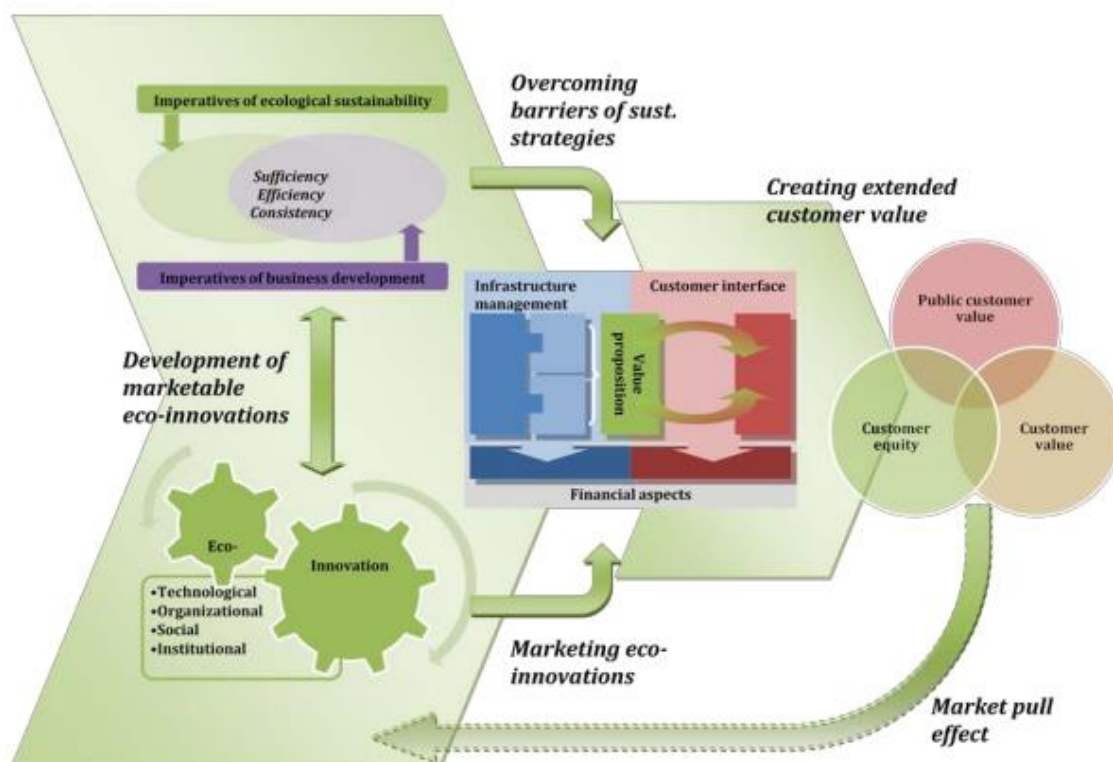 Overcoming
barriers of sust.
strategies
Imperatives of ecological sustainability
Sufficiency
Efficiency
Consistency
Imperatives of business development
Creating extended
customer value
Infrastructure
management
Customer interface
Value
proposition
Financial aspects
Public customer
value
Customer
equity
Customer
value
Development of
marketable
eco-innovations
Eco-
Innovation
•Technological
•Organizational
•Social
•Institutional
Marketing eco-
innovations
Market pull
effect